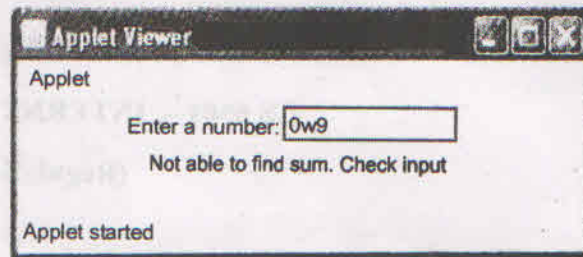 Applet Viewer
Applet
Enter a number: 0w9
Not able to find sum. Check input
Applet started